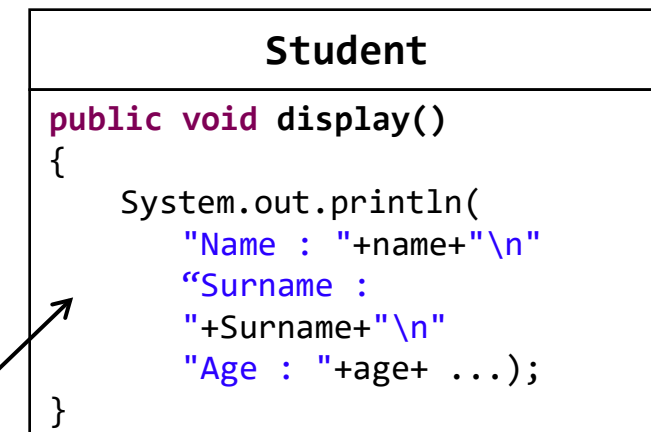 Student
public void display()
{
System.out.println(
"Name : "+name+"\n"
“Surname :
"+Surname+"\n"
"Age : "+age+ ...);
}